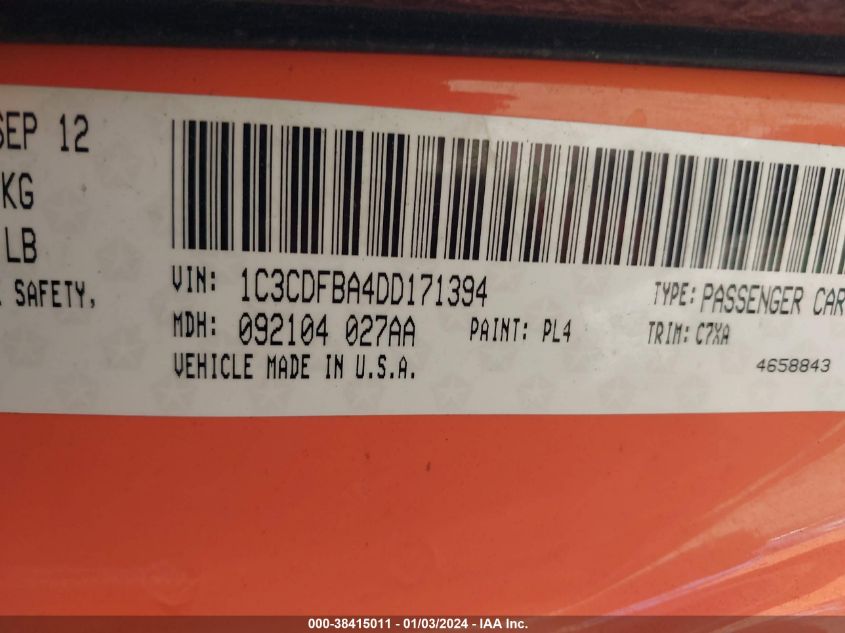 SEP 12
KG
LB
SAFETY,
VIN: 1C3CDFBA4DD171394 TYPE: PASSENGER CAR
MDH: 092104 027AA PAINT: PL4 TRIM: C7XA
VEHICLE MADE IN U.S.A. 4658843
000-38415011 - 01/03/2024 - IAA Inc.